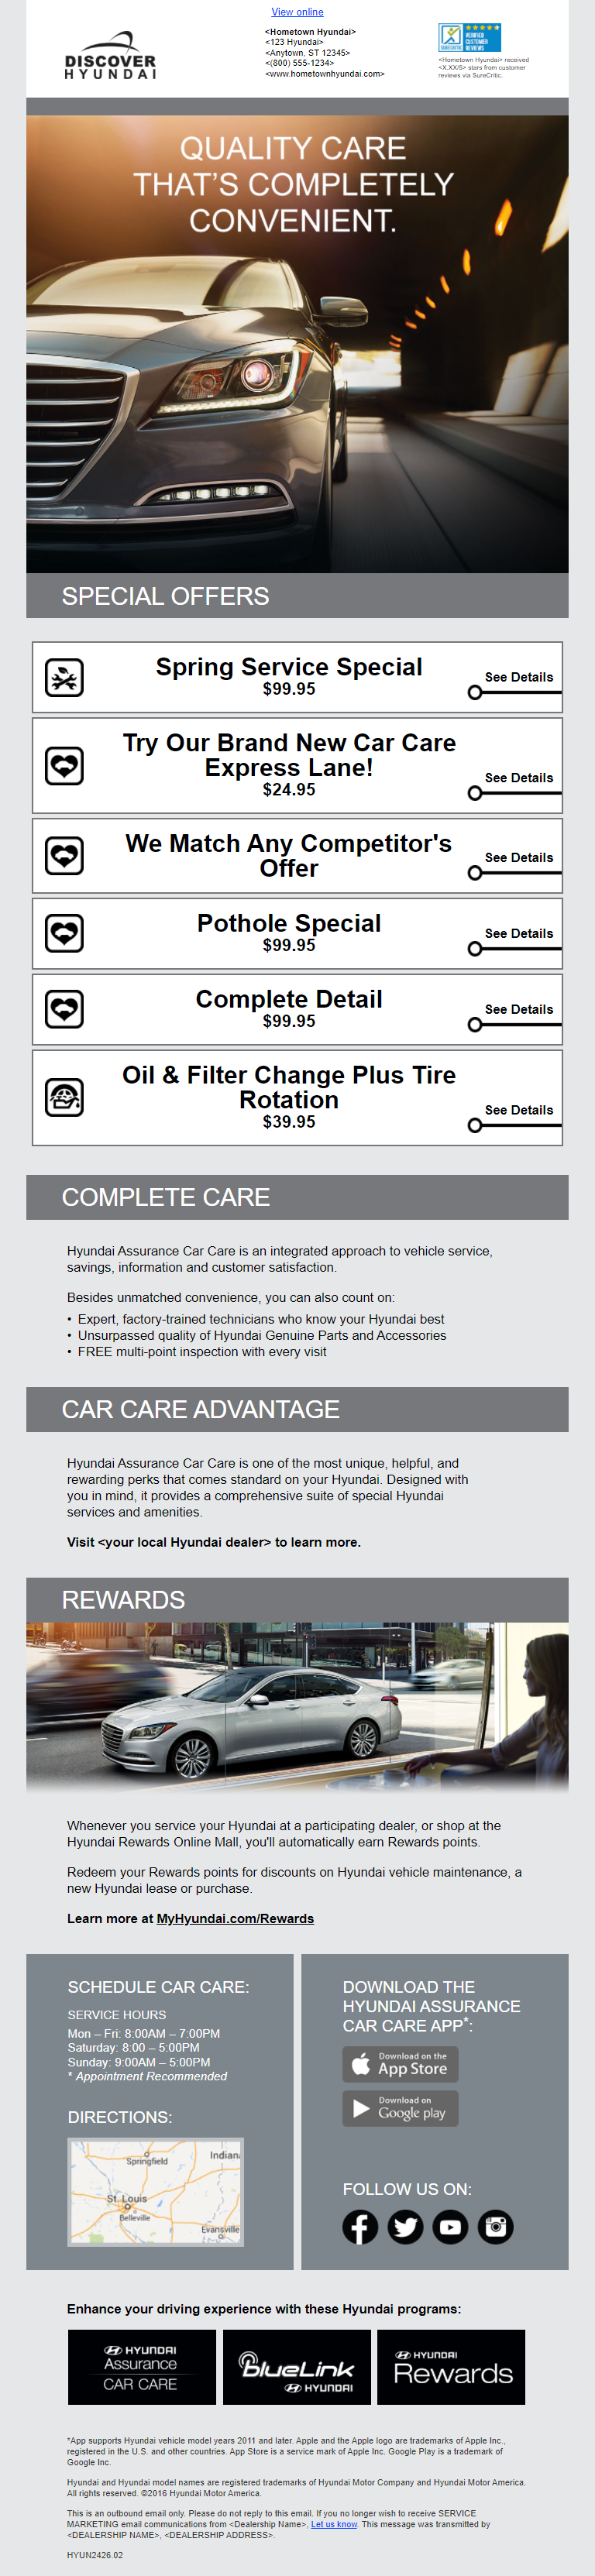 View online
DISCOVER
HYUNDAI
<Hometown Hyundai>
<123 Hyundai>
<Anytown, ST 12345>
<(800) 555-1234>
<www.hometownhyundai.com>
SURECRITIC
VERIFIED
CUSTOMER
REVIEWS
<Hometown Hyundai> received
<X.XX/5> stars from customer
reviews via SureCritic.
QUALITY CARE
THAT'S COMPLETELY
CONVENIENT.
SPECIAL OFFERS
Spring Service Special
$99.95
See Details
Try Our Brand New Car Care
Express Lane!
$24.95
See Details
We Match Any Competitor's
Offer
See Details
Pothole Special
$99.95
See Details
Complete Detail
$99.95
See Details
Oil & Filter Change Plus Tire
Rotation
$39.95
See Details
COMPLETE CARE
Hyundai Assurance Car Care is an integrated approach to vehicle service,
savings, information and customer satisfaction.
Besides unmatched convenience, you can also count on:
• Expert, factory-trained technicians who know your Hyundai best
• Unsurpassed quality of Hyundai Genuine Parts and Accessories
• FREE multi-point inspection with every visit
CAR CARE ADVANTAGE
Hyundai Assurance Car Care is one of the most unique, helpful, and
rewarding perks that comes standard on your Hyundai. Designed with
you in mind, it provides a comprehensive suite of special Hyundai
services and amenities.
Visit <your local Hyundai dealer> to learn more.
REWARDS
Whenever you service your Hyundai at a participating dealer, or shop at the
Hyundai Rewards Online Mall, you'll automatically earn Rewards points.
Redeem your Rewards points for discounts on Hyundai vehicle maintenance, a
new Hyundai lease or purchase.
Learn more at MyHyundai.com/Rewards
SCHEDULE CAR CARE:
SERVICE HOURS
Mon – Fri: 8:00AM – 7:00PM
Saturday: 8:00 – 5:00PM
Sunday: 9:00AM – 5:00PM
* Appointment Recommended
DIRECTIONS:
Springfield
Indian
St. Louis
Belleville
Evansville
DOWNLOAD THE
HYUNDAI ASSURANCE
CAR CARE APP*:
Download on the
App Store
Download on
Google play
FOLLOW US ON:
Enhance your driving experience with these Hyundai programs:
HYUNDAI
Assurance
CAR CARE
BlueLink
HYUNDAI
HYUNDAI
Rewards
*App supports Hyundai vehicle model years 2011 and later. Apple and the Apple logo are trademarks of Apple Inc.,
registered in the U.S. and other countries. App Store is a service mark of Apple Inc. Google Play is a trademark of
Google Inc.
Hyundai and Hyundai model names are registered trademarks of Hyundai Motor Company and Hyundai Motor America.
All rights reserved. ©2016 Hyundai Motor America.
This is an outbound email only. Please do not reply to this email. If you no longer wish to receive SERVICE
MARKETING email communications from <Dealership Name>, Let us know. This message was transmitted by
<DEALERSHIP NAME>, <DEALERSHIP ADDRESS>.
HYUN2426.02